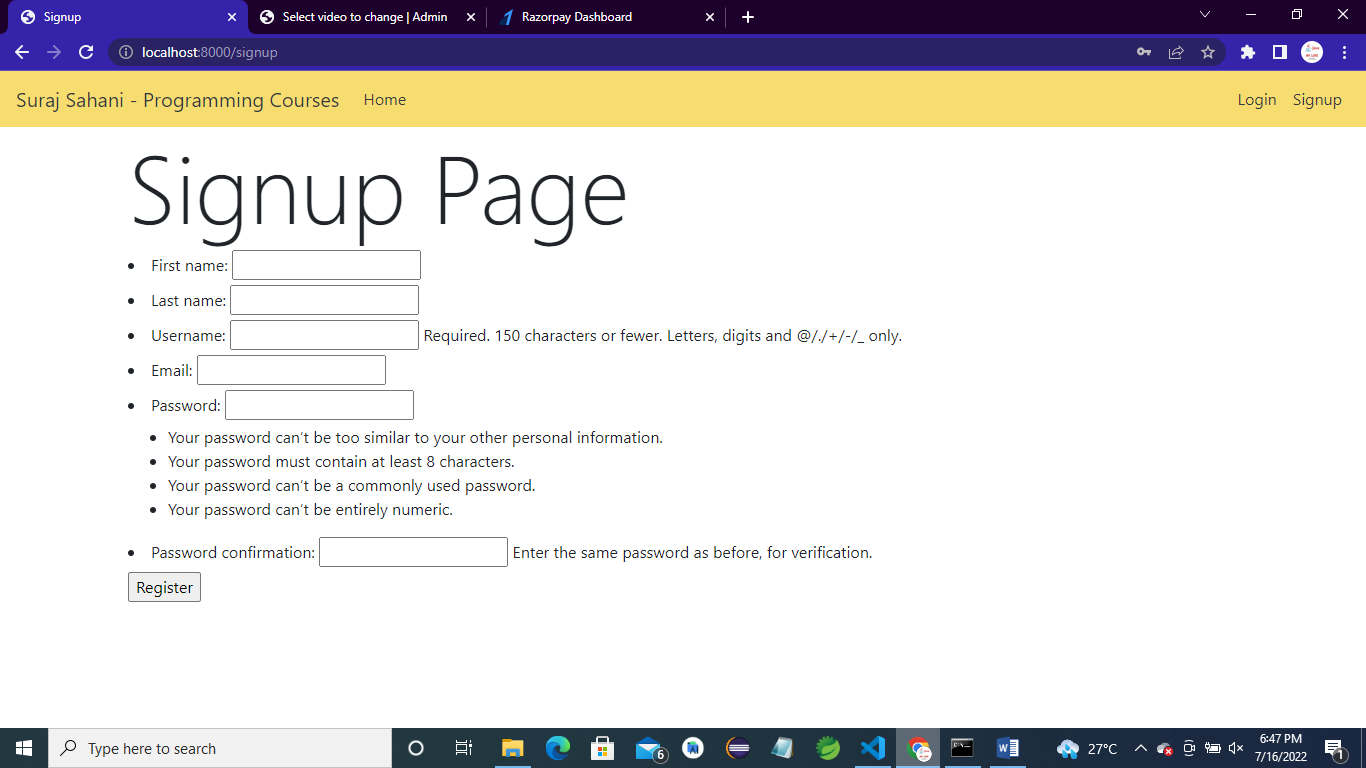 Signup
Select video to change | Admin
Razorpay Dashboard
localhost:8000/signup
Suraj Sahani - Programming Courses Home Login Signup
Signup Page
First name:
Last name:
Username: Required. 150 characters or fewer. Letters, digits and @/./+/-/_ only.
Email:
Password:
Your password can't be too similar to your other personal information.
Your password must contain at least 8 characters.
Your password can't be a commonly used password.
Your password can't be entirely numeric.
Password confirmation: Enter the same password as before, for verification.
Register
Type here to search
6
27°C
6:47 PM
7/16/2022
1